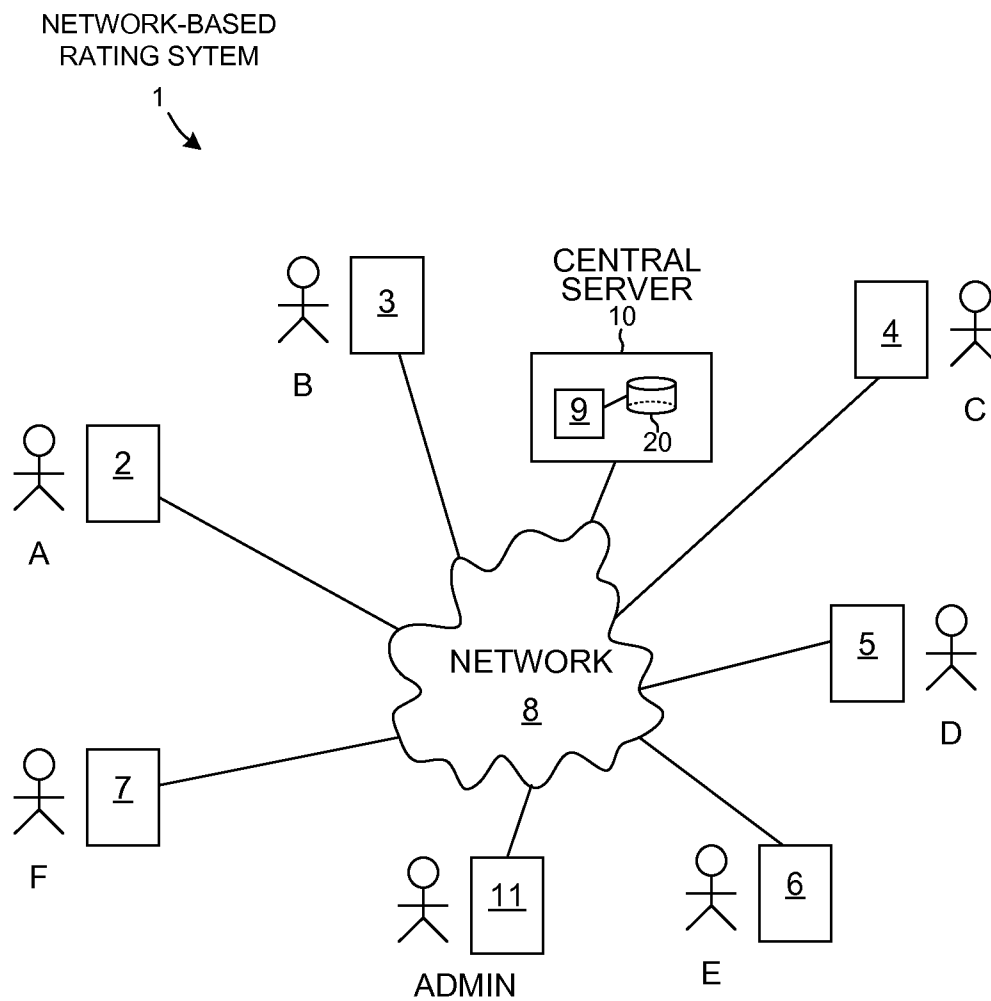 NETWORK-BASED
RATING SYTEM
1
CENTRAL
SERVER
10
3
B
4
C
9
20
2
A
NETWORK
8
5
D
7
F
11
ADMIN
6
E